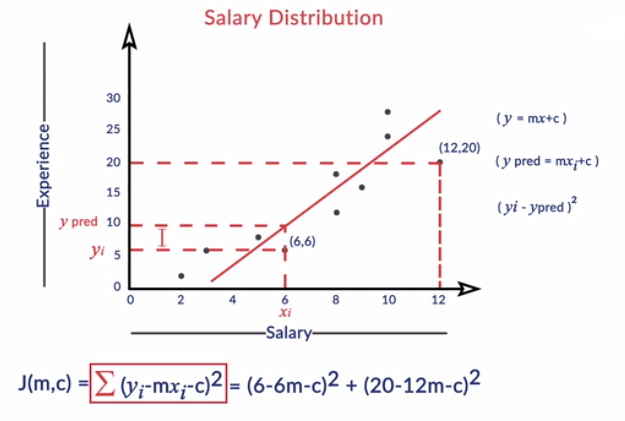 Salary Distribution
30
25
20
15
y pred 10
yi 5
0
Experience
(12,20)
(6,6)
0 2 4 6 8 10 12
xi
Salary
(y = mx+c)
(y pred = mxi+c)
(yi - ypred)²
J(m,c) = ∑ (yi-mxi-c)² = (6-6m-c)² + (20-12m-c)²